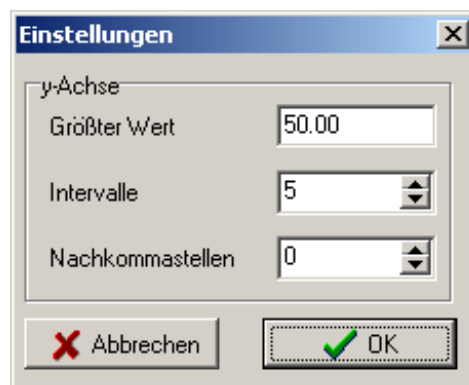 Einstellungen
y-Achse
Größter Wert 50.00
Intervalle 5
Nachkommastellen 0
Abbrechen OK